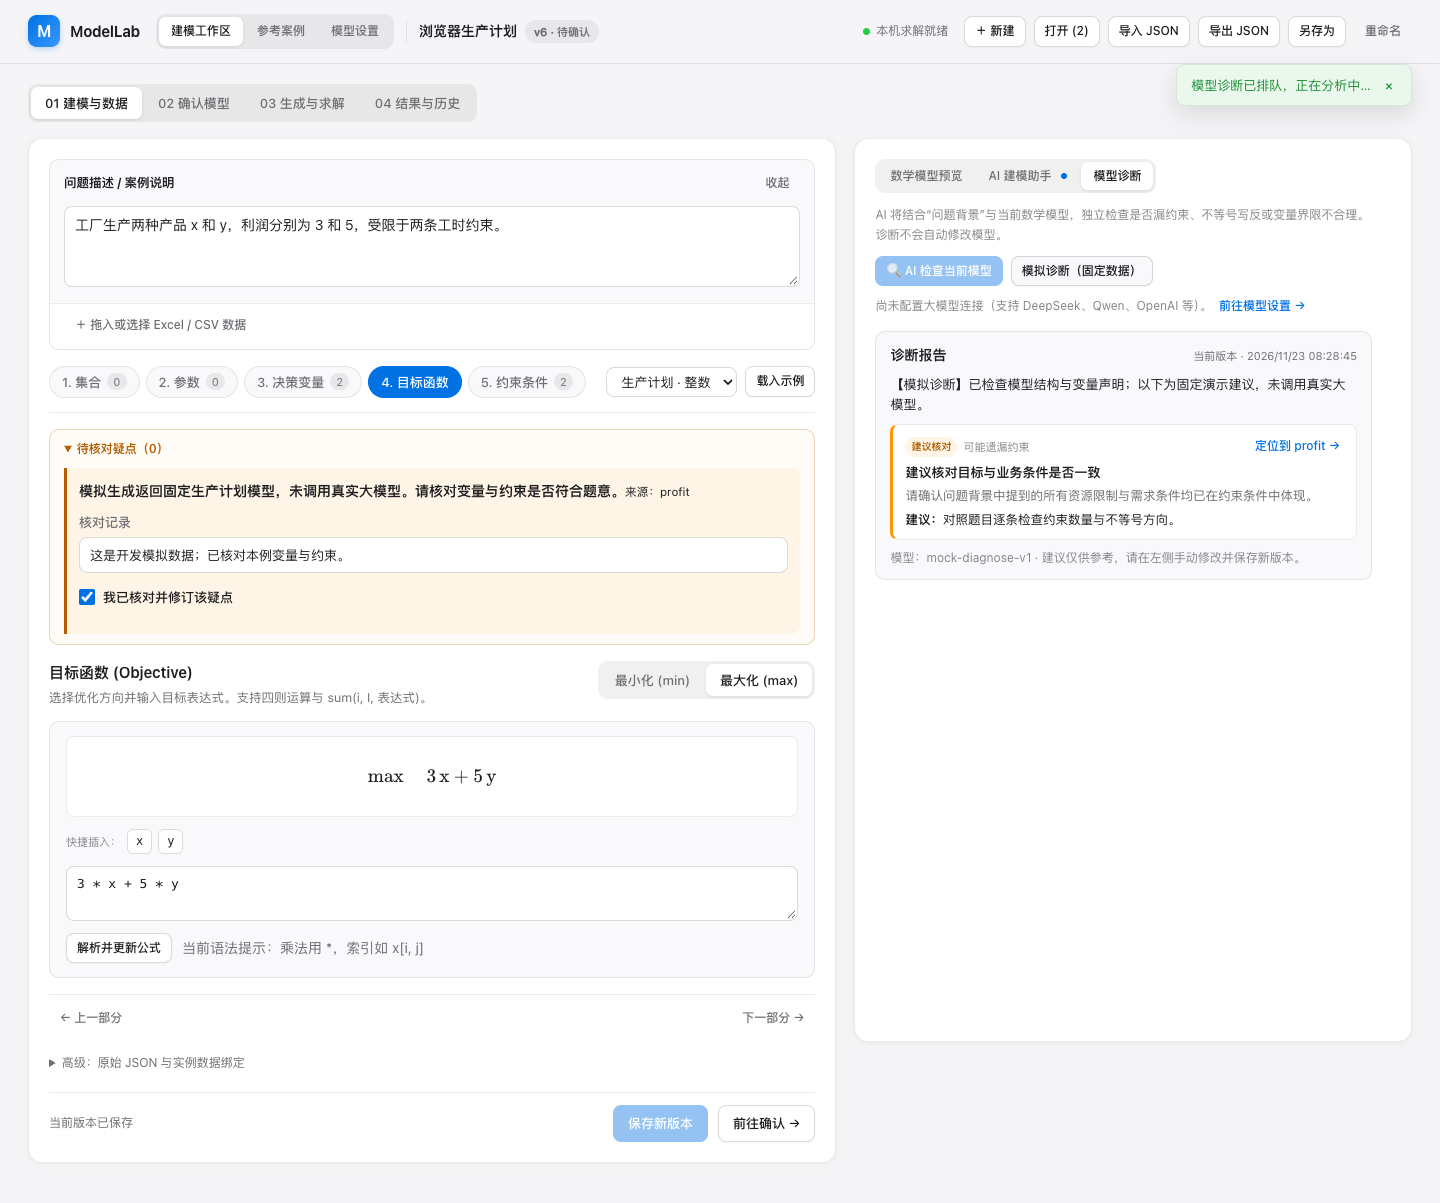 M ModelLab 建模工作区 参考案例 模型设置 浏览器生产计划 v6 · 待确认 本机求解就绪 ＋ 新建 打开 (2) 导入 JSON 导出 JSON 另存为 重命名
模型诊断已排队，正在分析中... ×
01 建模与数据 02 确认模型 03 生成与求解 04 结果与历史
问题描述 / 案例说明 收起
工厂生产两种产品 x 和 y，利润分别为 3 和 5，受限于两条工时约束。
＋ 拖入或选择 Excel / CSV 数据
1. 集合 0 2. 参数 0 3. 决策变量 2 4. 目标函数 5. 约束条件 2 生产计划 · 整数 载入示例
▼ 待核对疑点（0）
模拟生成返回固定生产计划模型，未调用真实大模型。请核对变量与约束是否符合题意。 来源：profit
核对记录
这是开发模拟数据；已核对本例变量与约束。
我已核对并修订该疑点
目标函数 (Objective)
选择优化方向并输入目标表达式。支持四则运算与 sum(i, I, 表达式)。
最小化 (min) 最大化 (max)
max 3 x + 5 y
快捷插入： x y
3 * x + 5 * y
解析并更新公式 当前语法提示：乘法用 *，索引如 x[i, j]
← 上一部分 下一部分 →
▶ 高级：原始 JSON 与实例数据绑定
当前版本已保存 保存新版本 前往确认 →
数学模型预览 AI 建模助手 模型诊断
AI 将结合“问题背景”与当前数学模型，独立检查是否漏约束、不等号写反或变量界限不合理。
诊断不会自动修改模型。
🔍 AI 检查当前模型 模拟诊断（固定数据）
尚未配置大模型连接（支持 DeepSeek、Qwen、OpenAI 等）。 前往模型设置 →
诊断报告 当前版本 · 2026/11/23 08:28:45
【模拟诊断】已检查模型结构与变量声明；以下为固定演示建议，未调用真实大
模型。
建议核对 可能遗漏约束 定位到 profit →
建议核对目标与业务条件是否一致
请确认问题背景中提到的所有资源限制与需求条件均已在约束条件中体现。
建议：对照题目逐条检查约束数量与不等号方向。
模型：mock-diagnose-v1 · 建议仅供参考，请在左侧手动修改并保存新版本。